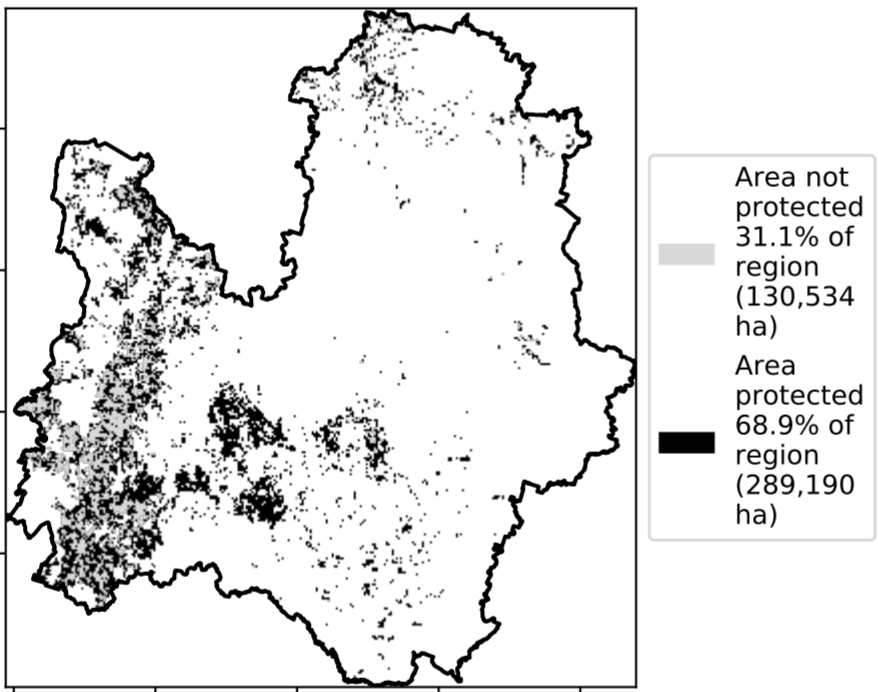 Area not
protected
31.1% of
region
(130,534
ha)
Area
protected
68.9% of
region
(289,190
ha)